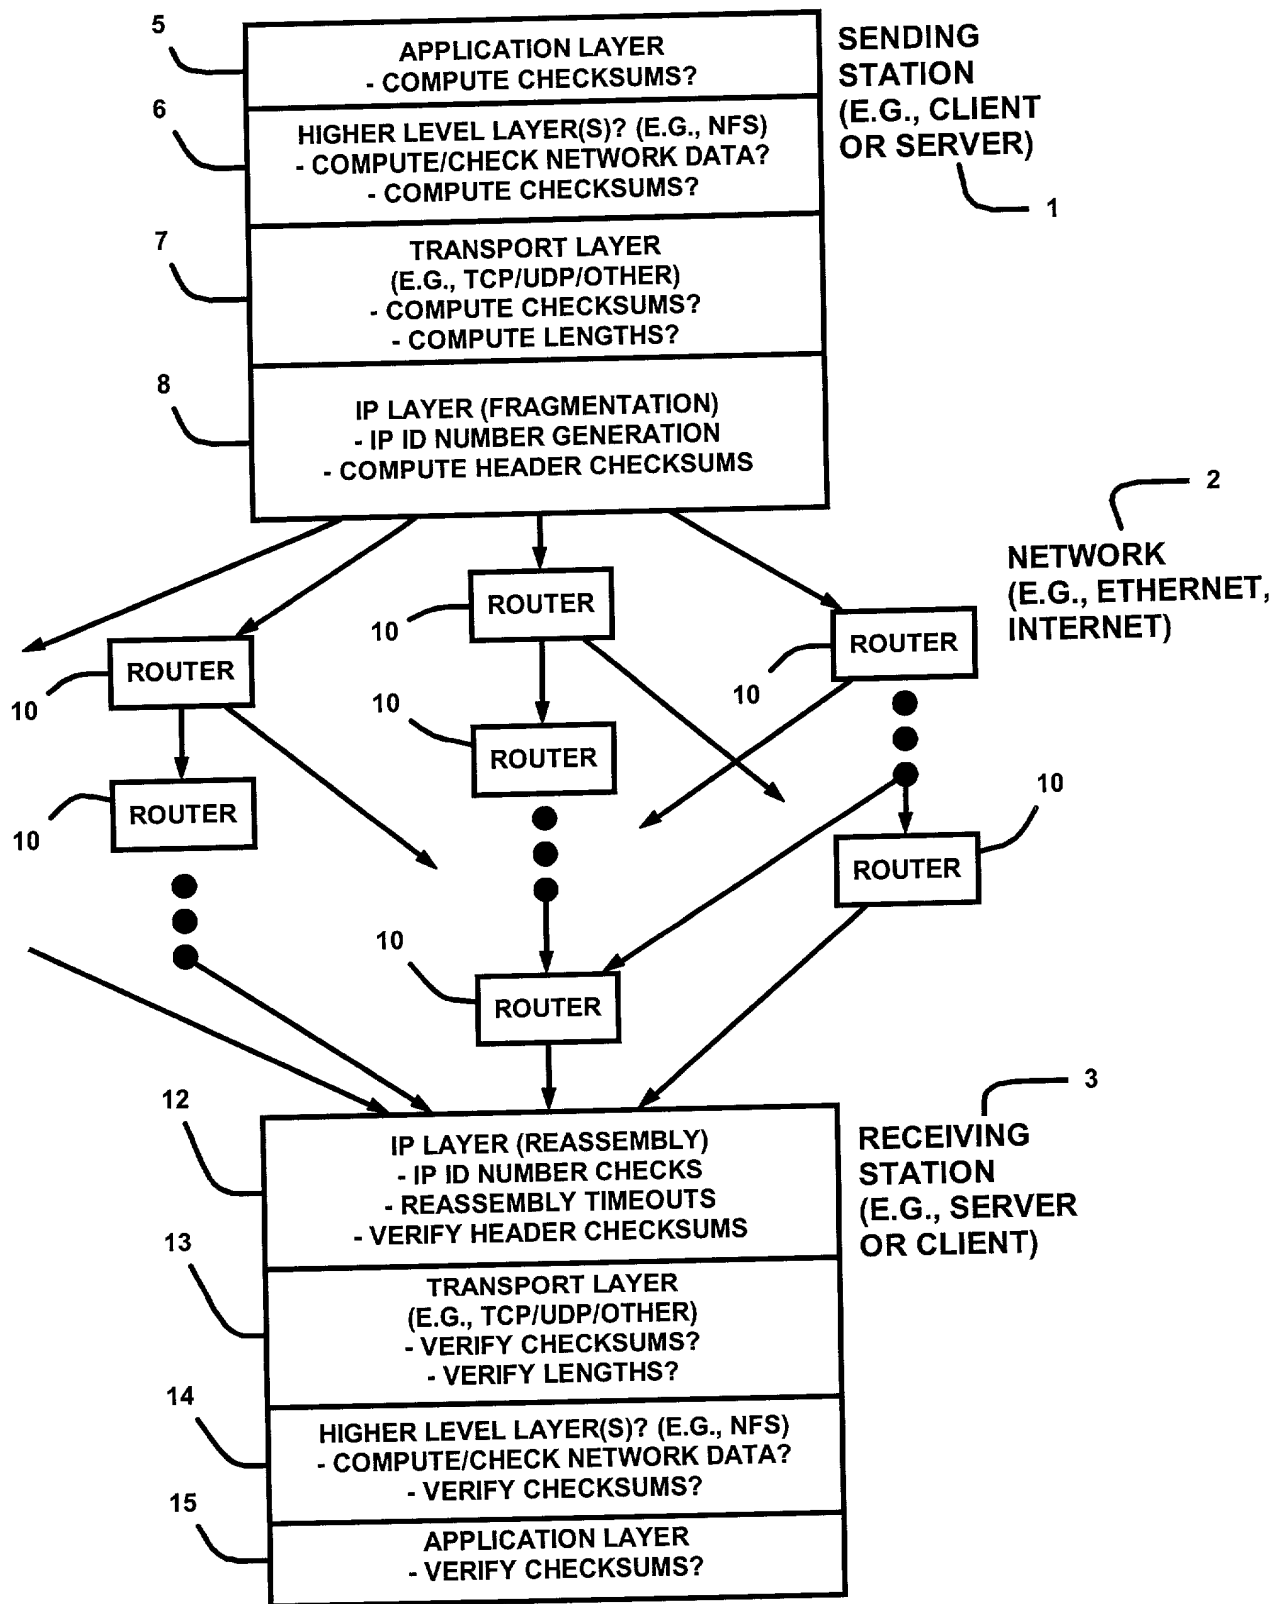 5
APPLICATION LAYER
- COMPUTE CHECKSUMS?
SENDING
STATION
(E.G., CLIENT
OR SERVER)
1
6
HIGHER LEVEL LAYER(S)? (E.G., NFS)
- COMPUTE/CHECK NETWORK DATA?
- COMPUTE CHECKSUMS?
7
TRANSPORT LAYER
(E.G., TCP/UDP/OTHER)
- COMPUTE CHECKSUMS?
- COMPUTE LENGTHS?
8
IP LAYER (FRAGMENTATION)
- IP ID NUMBER GENERATION
- COMPUTE HEADER CHECKSUMS
2
NETWORK
(E.G., ETHERNET,
INTERNET)
ROUTER
10
ROUTER
10
ROUTER
10
ROUTER
10
ROUTER
10
ROUTER
10
ROUTER
10
3
RECEIVING
STATION
(E.G., SERVER
OR CLIENT)
12
IP LAYER (REASSEMBLY)
- IP ID NUMBER CHECKS
- REASSEMBLY TIMEOUTS
- VERIFY HEADER CHECKSUMS
13
TRANSPORT LAYER
(E.G., TCP/UDP/OTHER)
- VERIFY CHECKSUMS?
- VERIFY LENGTHS?
14
HIGHER LEVEL LAYER(S)? (E.G., NFS)
- COMPUTE/CHECK NETWORK DATA?
- VERIFY CHECKSUMS?
15
APPLICATION LAYER
- VERIFY CHECKSUMS?